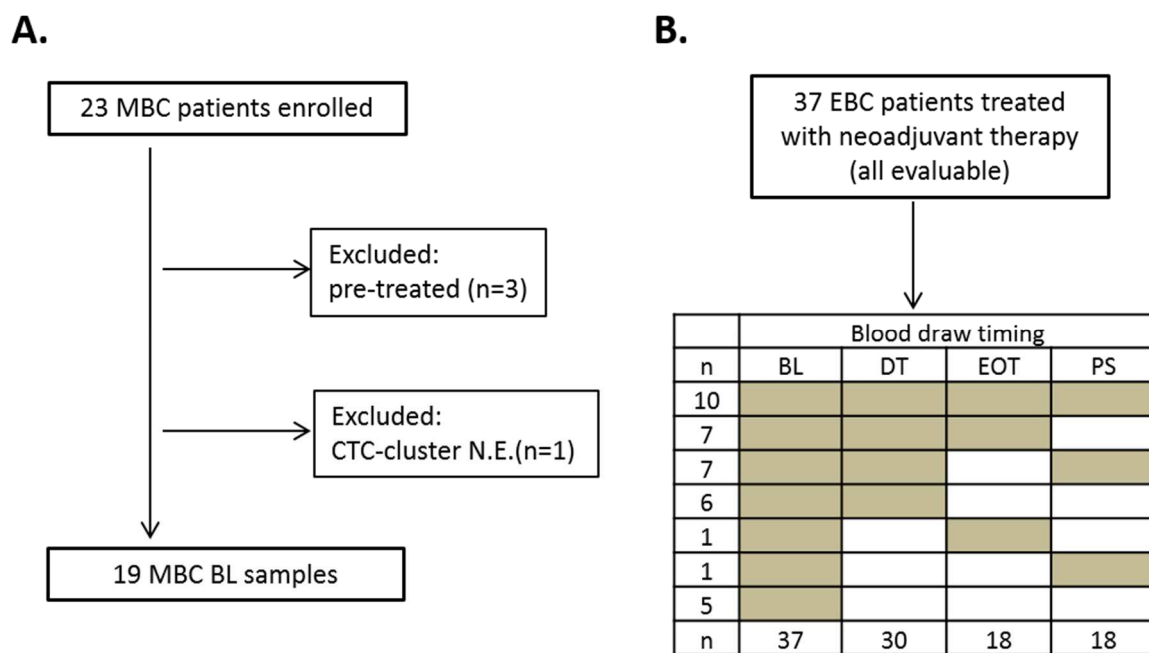 A.
23 MBC patients enrolled
Excluded:
pre-treated (n=3)
Excluded:
CTC-cluster N.E.(n=1)
19 MBC BL samples
B.
37 EBC patients treated
with neoadjuvant therapy
(all evaluable)
Blood draw timing
n BL DT EOT PS
10
7
7
6
1
1
5
n 37 30 18 18